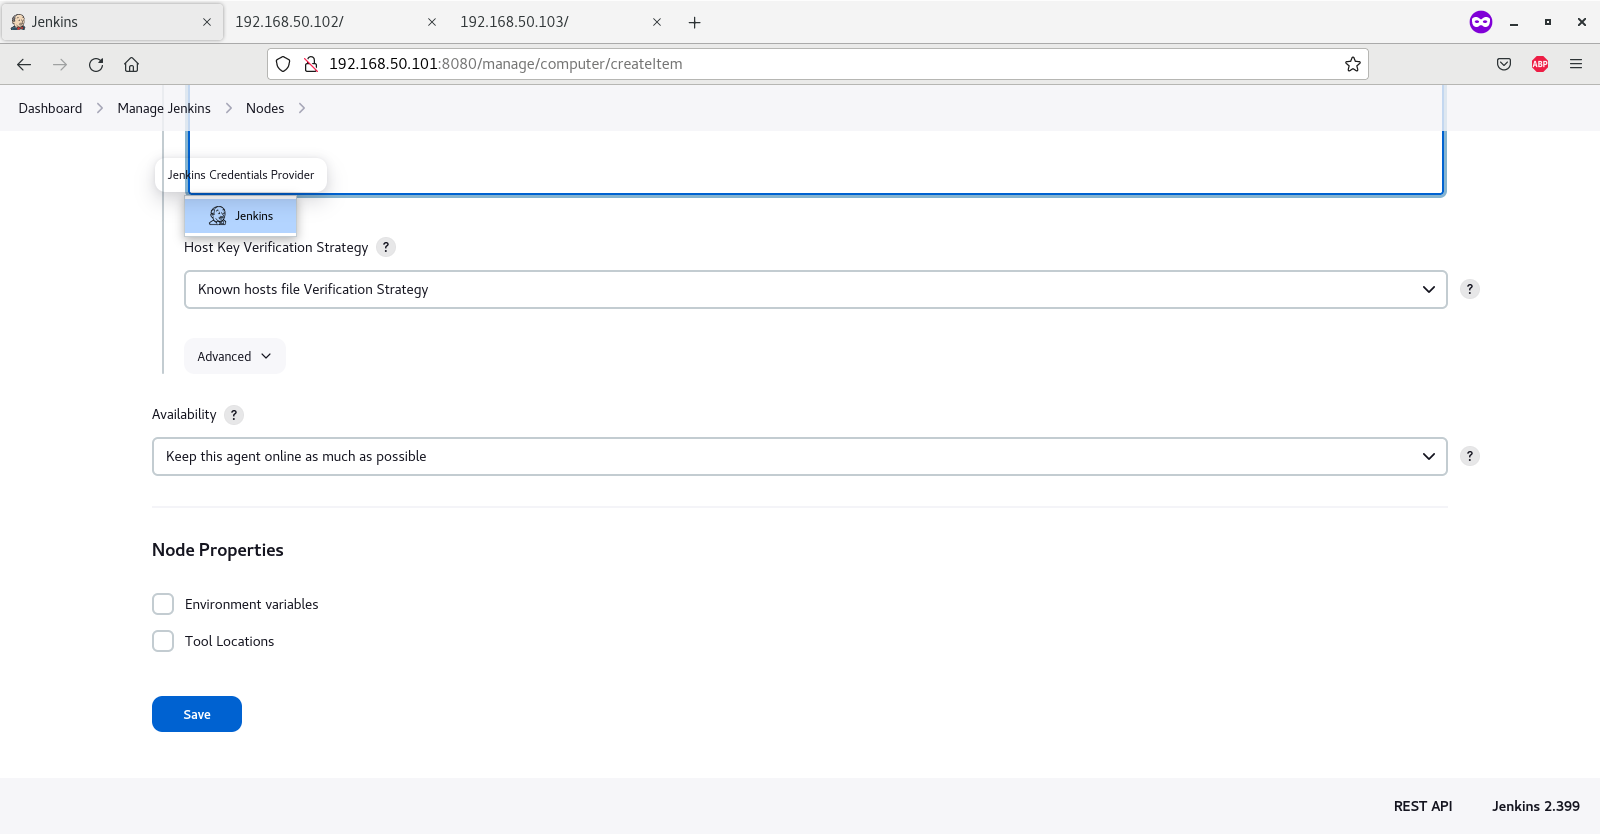 Jenkins
192.168.50.102/
192.168.50.103/
192.168.50.101:8080/manage/computer/createItem
ABP
Dashboard
Manage Jenkins
Nodes
Jenkins Credentials Provider
Jenkins
Host Key Verification Strategy ?
Known hosts file Verification Strategy
?
Advanced
Availability ?
Keep this agent online as much as possible
?
Node Properties
Environment variables
Tool Locations
Save
REST API
Jenkins 2.399